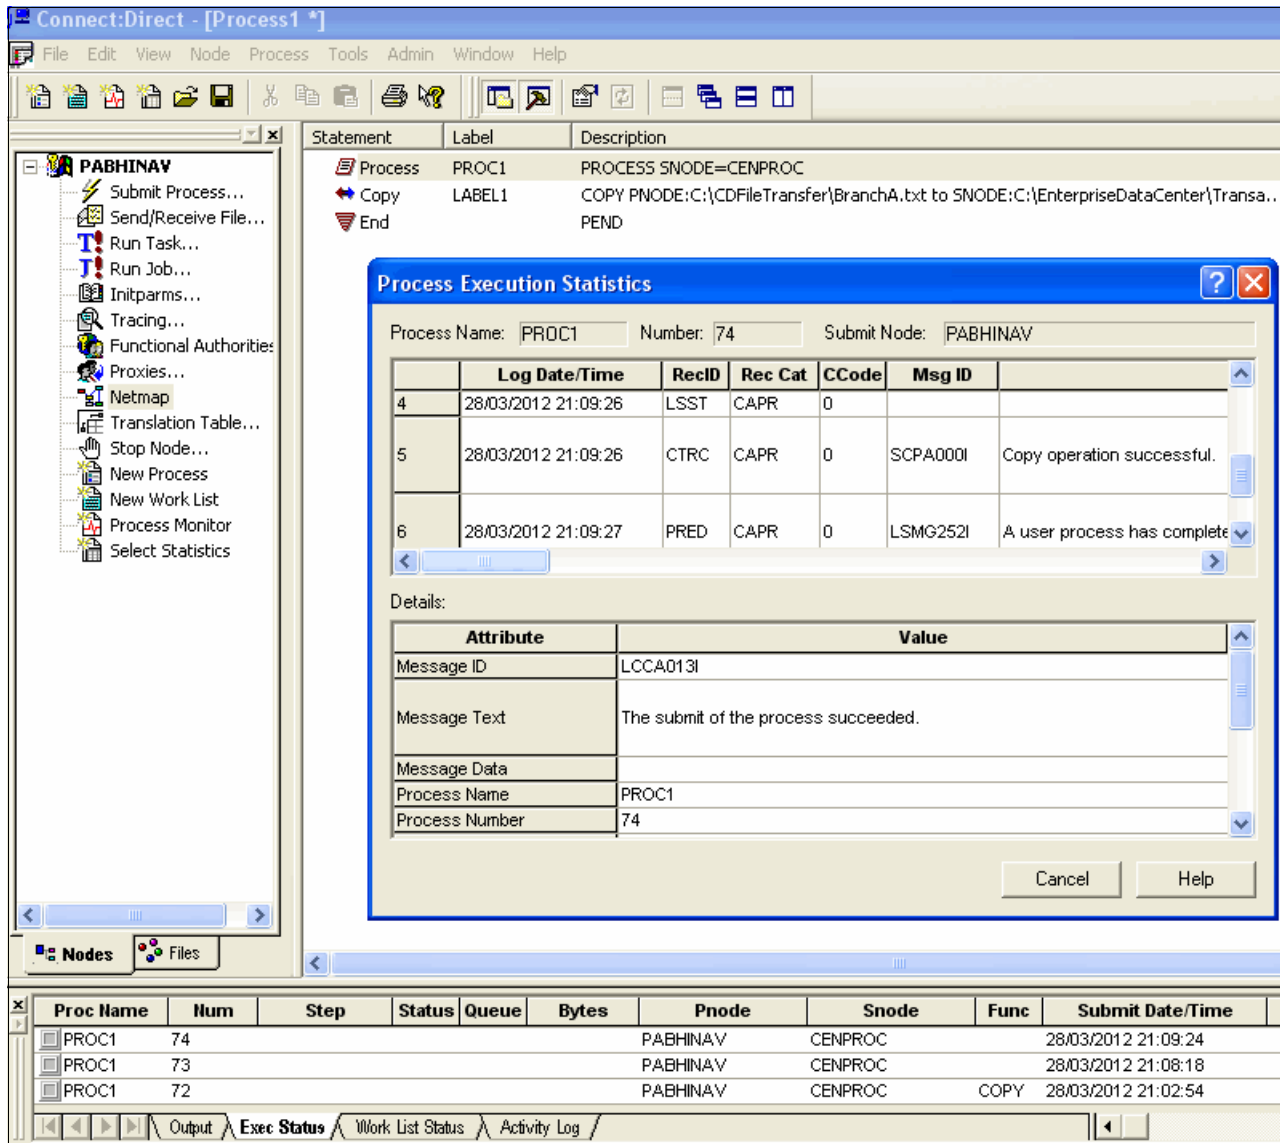 Connect:Direct - [Process1 *]
File Edit View Node Process Tools Admin Window Help
PABHINAV
Submit Process...
Send/Receive File...
Run Task...
Run Job...
Initparms...
Tracing...
Functional Authorities
Proxies...
Netmap
Translation Table...
Stop Node...
New Process
New Work List
Process Monitor
Select Statistics
Nodes Files
Statement Label Description
Process PROC1 PROCESS SNODE=CENPROC
Copy LABEL1 COPY PNODE:C:\CDFileTransfer\BranchA.txt to SNODE:C:\EnterpriseDataCenter\Transa..
End PEND
Process Execution Statistics
Process Name: PROC1 Number: 74 Submit Node: PABHINAV
Log Date/Time RecID Rec Cat CCode Msg ID
4 28/03/2012 21:09:26 LSST CAPR 0
5 28/03/2012 21:09:26 CTRC CAPR 0 SCPA000I Copy operation successful.
6 28/03/2012 21:09:27 PRED CAPR 0 LSMG252I A user process has complete
Details:
Attribute Value
Message ID LCCA013I
Message Text The submit of the process succeeded.
Message Data
Process Name PROC1
Process Number 74
Cancel Help
Proc Name Num Step Status Queue Bytes Pnode Snode Func Submit Date/Time
PROC1 74 PABHINAV CENPROC 28/03/2012 21:09:24
PROC1 73 PABHINAV CENPROC 28/03/2012 21:08:18
PROC1 72 PABHINAV CENPROC COPY 28/03/2012 21:02:54
Output Exec Status Work List Status Activity Log